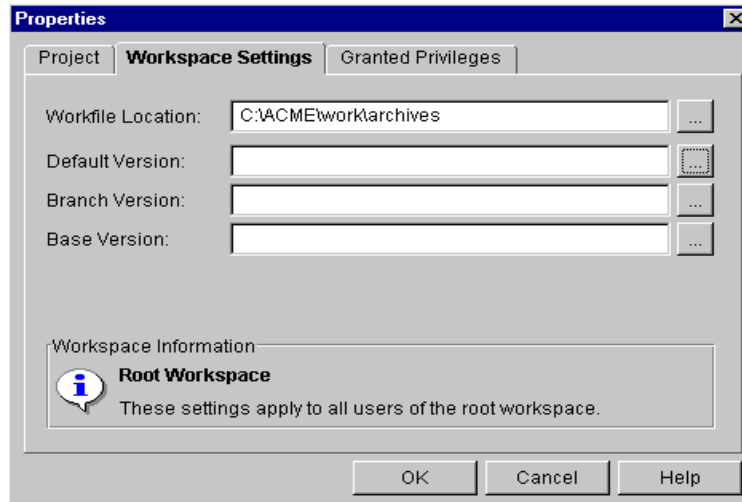 Properties
Project Workspace Settings Granted Privileges
Workfile Location: C:\ACME\work\archives ...
Default Version: ...
Branch Version: ...
Base Version: ...
Workspace Information
Root Workspace
These settings apply to all users of the root workspace.
OK Cancel Help